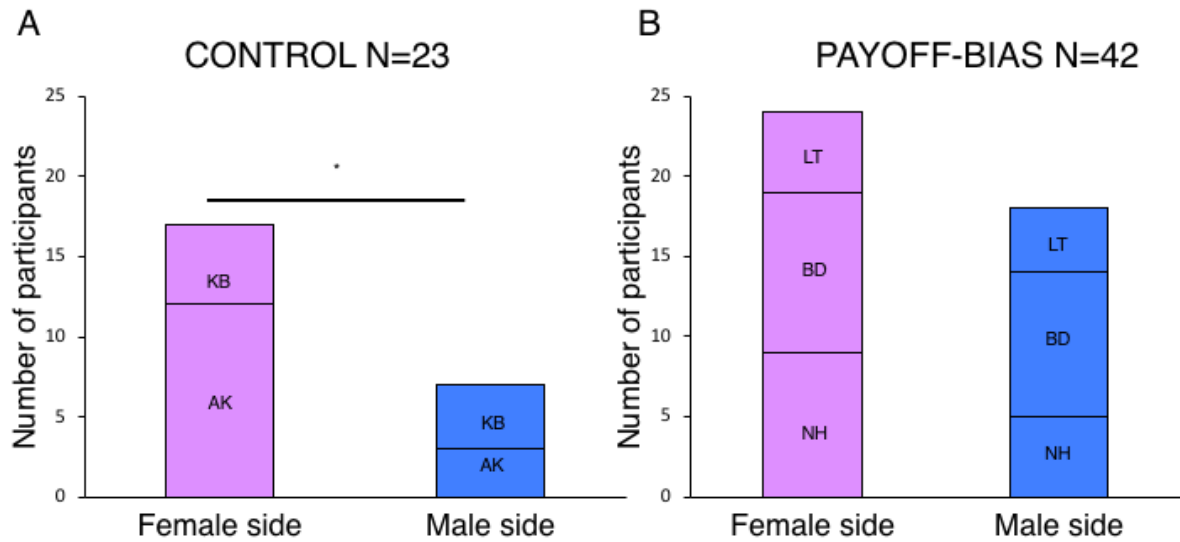 A
CONTROL N=23
Number of participants
25
20
15
10
5
0
*
KB
AK
KB
AK
Female side
Male side
B
PAYOFF-BIAS N=42
Number of participants
25
20
15
10
5
0
LT
BD
NH
LT
BD
NH
Female side
Male side